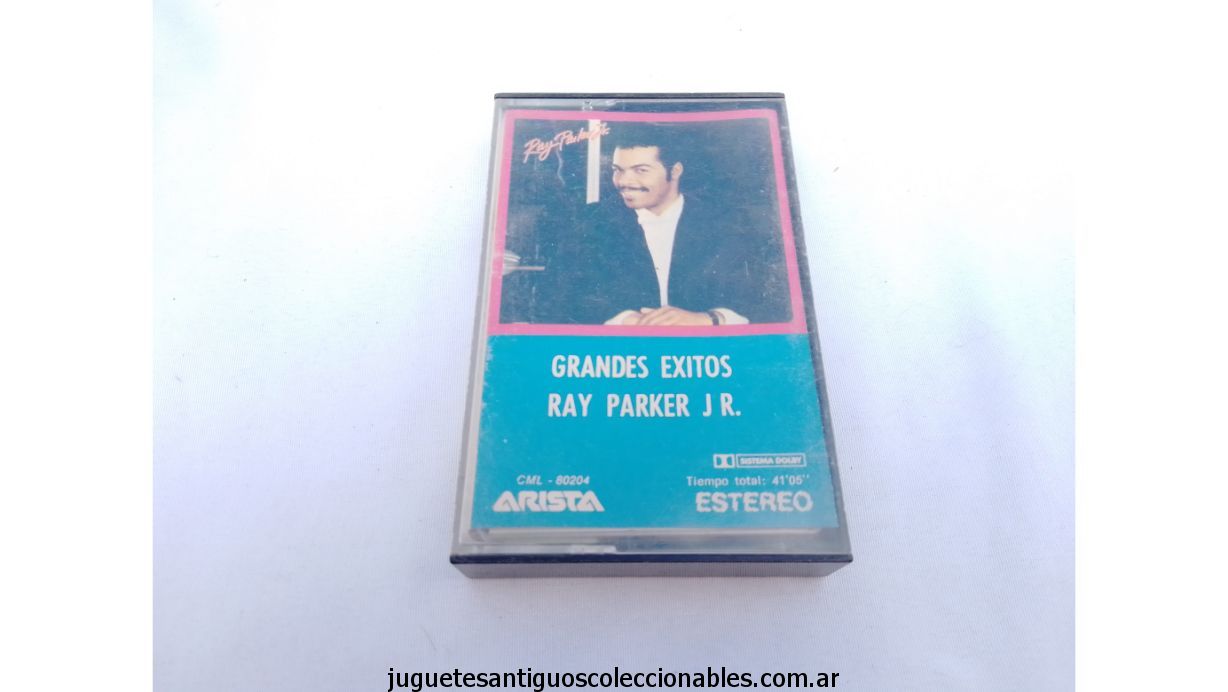 Ray Parker Jr.
GRANDES EXITOS
RAY PARKER JR.
SISTEMA DOLBY
CML - 80204
Tiempo total: 41'05''
ARISTA
ESTEREO
juguetesantiguoscoleccionables.com.ar